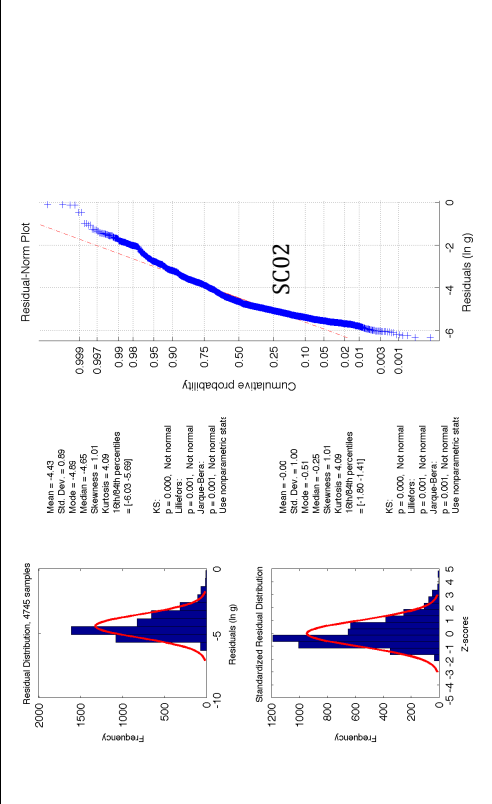 Residual Distribution, 4745 samples
Frequency
2000
1500
1000
500
0
-10
-5
0
Residuals (ln g)
Mean = -4.43
Std. Dev. = 0.89
Mode = -4.89
Median = -4.65
Skewness = 1.01
Kurtosis = 4.09
16th/84th percentiles
= [-6.03 -5.69]
KS:
p = 0.000, Not normal
Lilliefors:
p = 0.001, Not normal
Jarque-Bera:
p = 0.001, Not normal
Use nonparametric stats
Standardized Residual Distribution
Frequency
1200
1000
800
600
400
200
0
-5 -4 -3 -2 -1 0 1 2 3 4 5
Z-scores
Mean = -0.00
Std. Dev. = 1.00
Mode = -0.51
Median = -0.25
Skewness = 1.01
Kurtosis = 4.09
16th/84th percentiles
= [-1.80 -1.41]
KS:
p = 0.000, Not normal
Lilliefors:
p = 0.001, Not normal
Jarque-Bera:
p = 0.001, Not normal
Use nonparametric stats
Residual-Norm Plot
Cumulative probability
0.999
0.997
0.99
0.98
0.95
0.90
0.75
0.50
0.25
0.10
0.05
0.02
0.01
0.003
0.001
SC02
-6 -4 -2 0
Residuals (ln g)